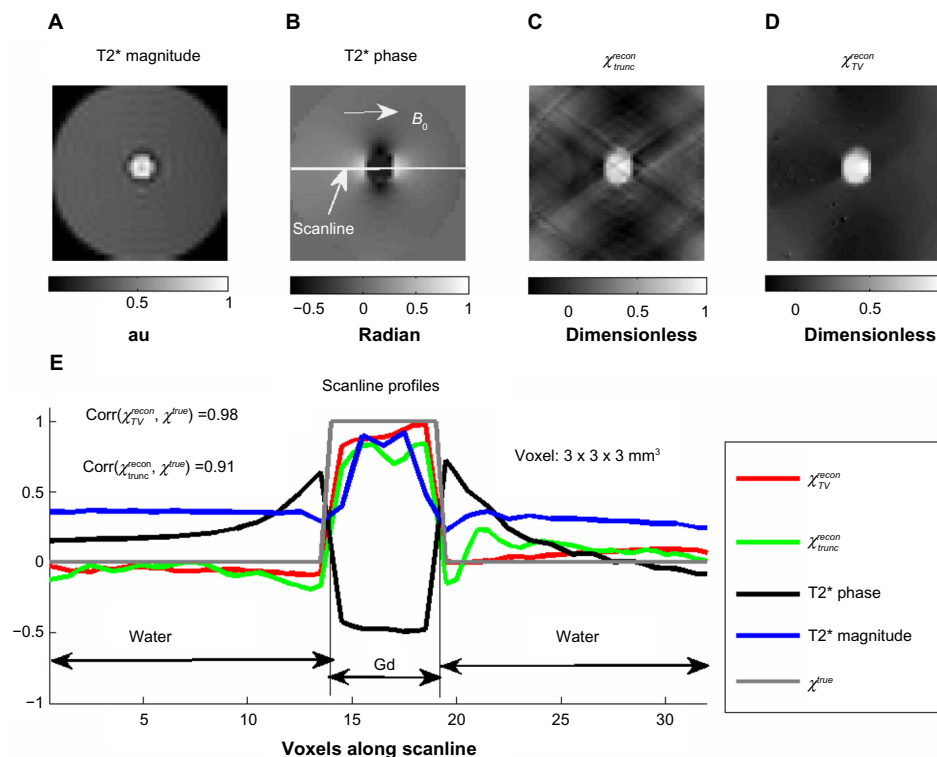 A
B
C
D
T2* magnitude
T2* phase
χ^recon_trunc
χ^recon_TV
B0
Scanline
0.5 1
−0.5 0 0.5 1
0 0.5 1
0 0.5 1
au
Radian
Dimensionless
Dimensionless
E
Scanline profiles
Corr(χ^recon_TV, χ^true) =0.98
Corr(χ^recon_trunc, χ^true) =0.91
Voxel: 3 x 3 x 3 mm³
1
0.5
0
−0.5
−1
Water
Gd
Water
5 10 15 20 25 30
Voxels along scanline
χ^recon_TV
χ^recon_trunc
T2* phase
T2* magnitude
χ^true